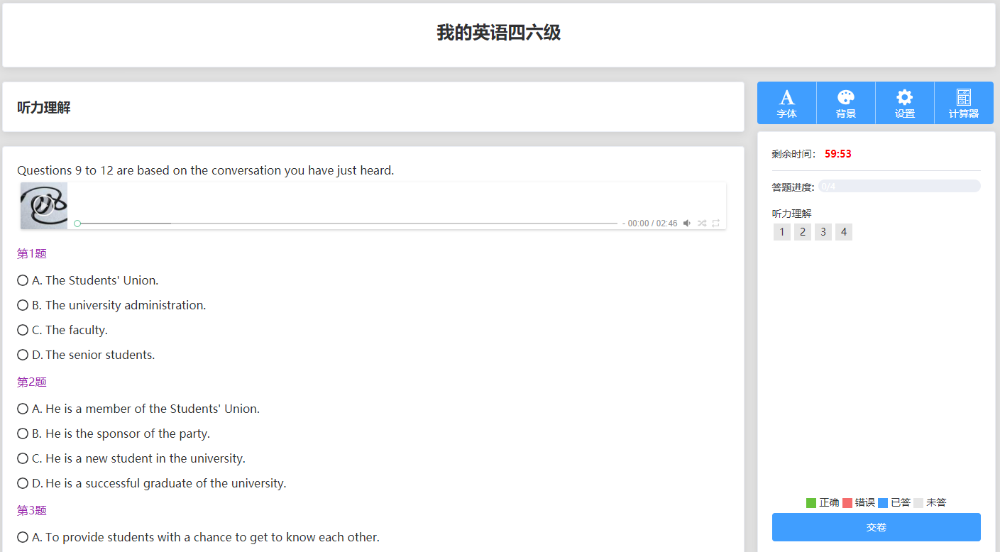 我的英语四六级
听力理解
字体 背景 设置 计算器
Questions 9 to 12 are based on the conversation you have just heard.
- 00:00 / 02:46
第1题
A. The Students' Union.
B. The university administration.
C. The faculty.
D. The senior students.
第2题
A. He is a member of the Students' Union.
B. He is the sponsor of the party.
C. He is a new student in the university.
D. He is a successful graduate of the university.
第3题
A. To provide students with a chance to get to know each other.
剩余时间： 59:53
答题进度: 0/4
听力理解
1 2 3 4
正确 错误 已答 未答
交卷